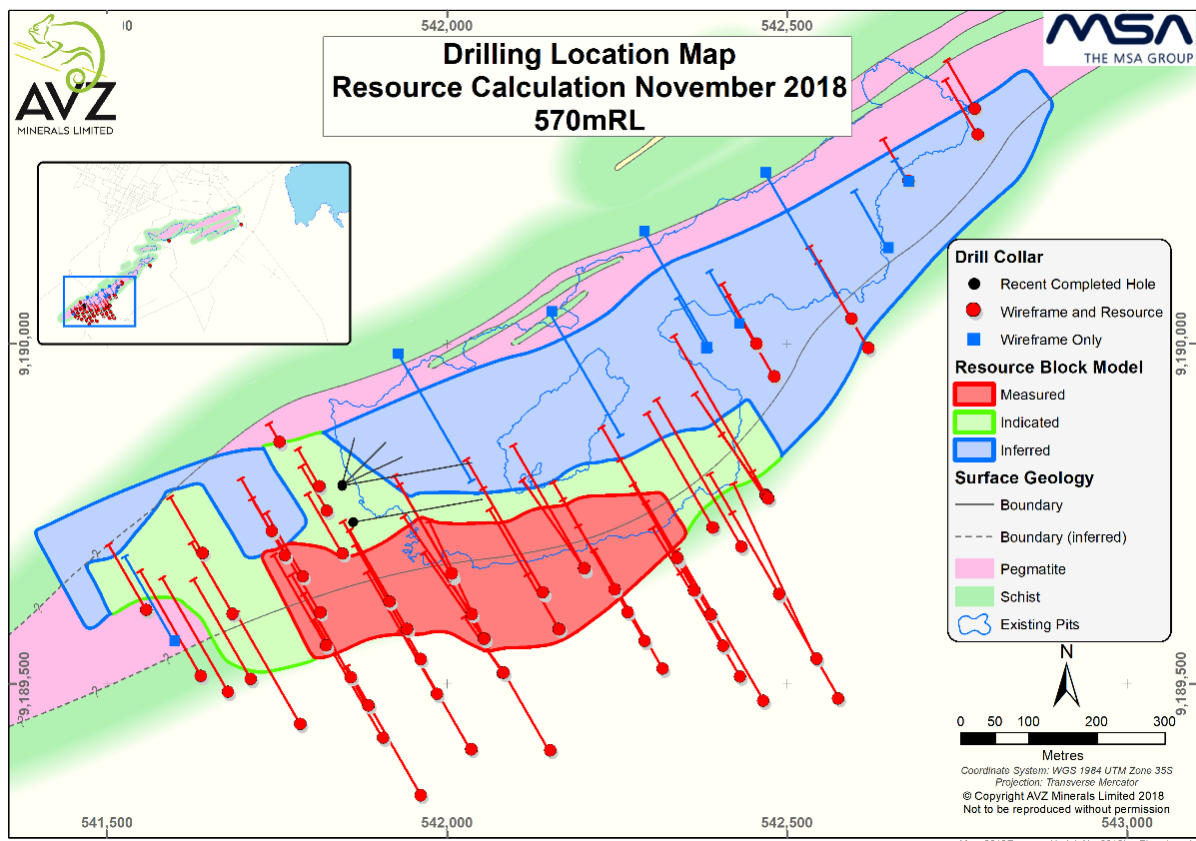 542,000
542,500
AVZ
MINERALS LIMITED
Drilling Location Map
Resource Calculation November 2018
570mRL
MSA
THE MSA GROUP
9,190,000
9,190,000
Drill Collar
Recent Completed Hole
Wireframe and Resource
Wireframe Only
Resource Block Model
Measured
Indicated
Inferred
Surface Geology
Boundary
Boundary (inferred)
Pegmatite
Schist
Existing Pits
?
?
?
?
9,189,500
9,189,500
N
0 50 100 200 300
Metres
Coordinate System: WGS 1984 UTM Zone 35S
Projection: Transverse Mercator
© Copyright AVZ Minerals Limited 2018
Not to be reproduced without permission
541,500
542,000
542,500
543,000